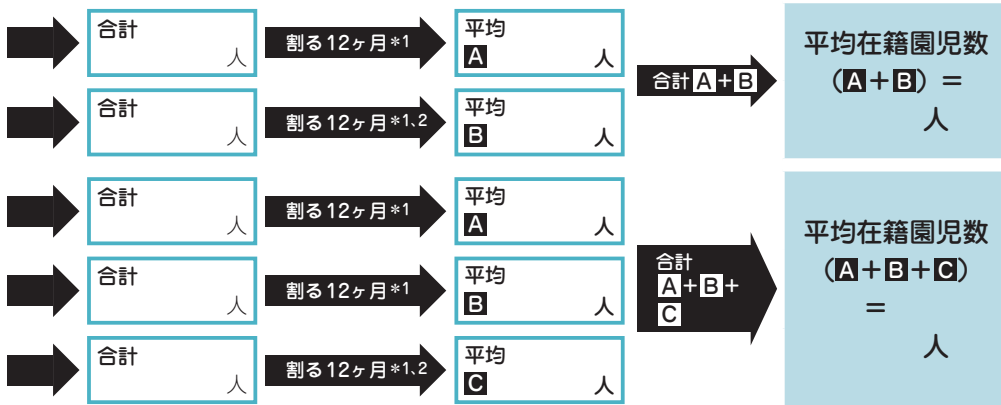 合計
人
割る12ヶ月*1
平均
A 人
合計
人
割る12ヶ月*1、2
平均
B 人
合計A+B
平均在籍園児数
(A+B)=
人
合計
人
割る12ヶ月*1
平均
A 人
合計
人
割る12ヶ月*1
平均
B 人
合計
人
割る12ヶ月*1、2
平均
C 人
合計
A+B+
C
平均在籍園児数
(A+B+C)
=
人